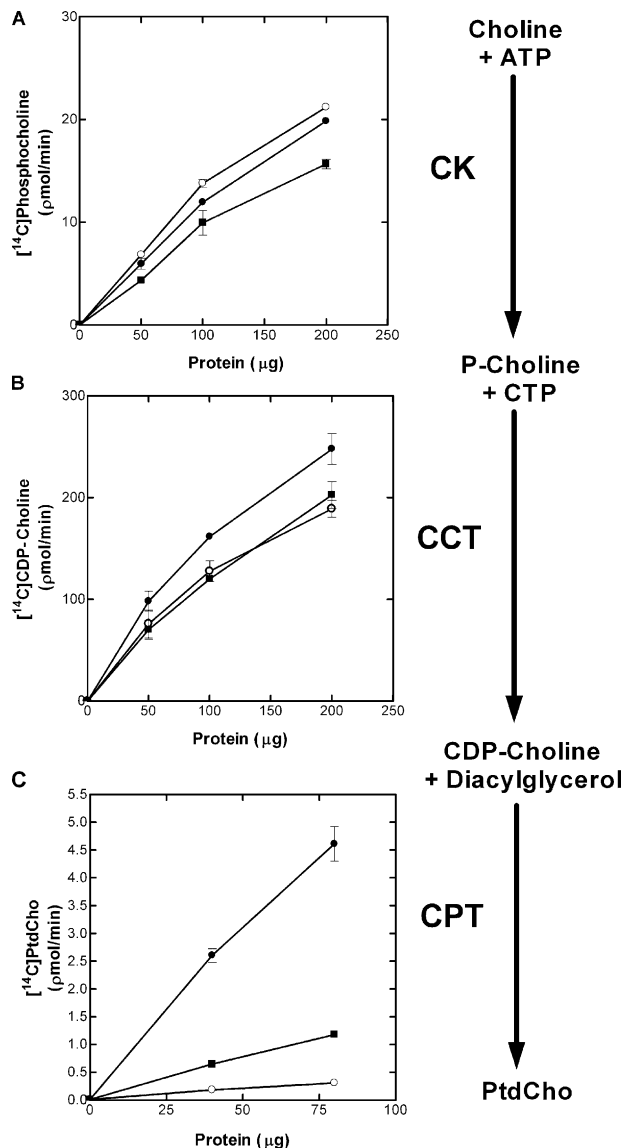 A
30
20
10
0
0
50
100
150
200
250
[¹⁴C]Phosphocholine
(ρmol/min)
Protein (μg)
Choline
+ ATP
CK
P-Choline
+ CTP
B
300
200
100
0
0
50
100
150
200
250
[¹⁴C]CDP-Choline
(ρmol/min)
Protein (μg)
CCT
CDP-Choline
+ Diacylglycerol
C
5.5
5.0
4.5
4.0
3.5
3.0
2.5
2.0
1.5
1.0
0.5
0.0
0
25
50
75
100
[¹⁴C]PtdCho
(ρmol/min)
Protein (μg)
CPT
PtdCho